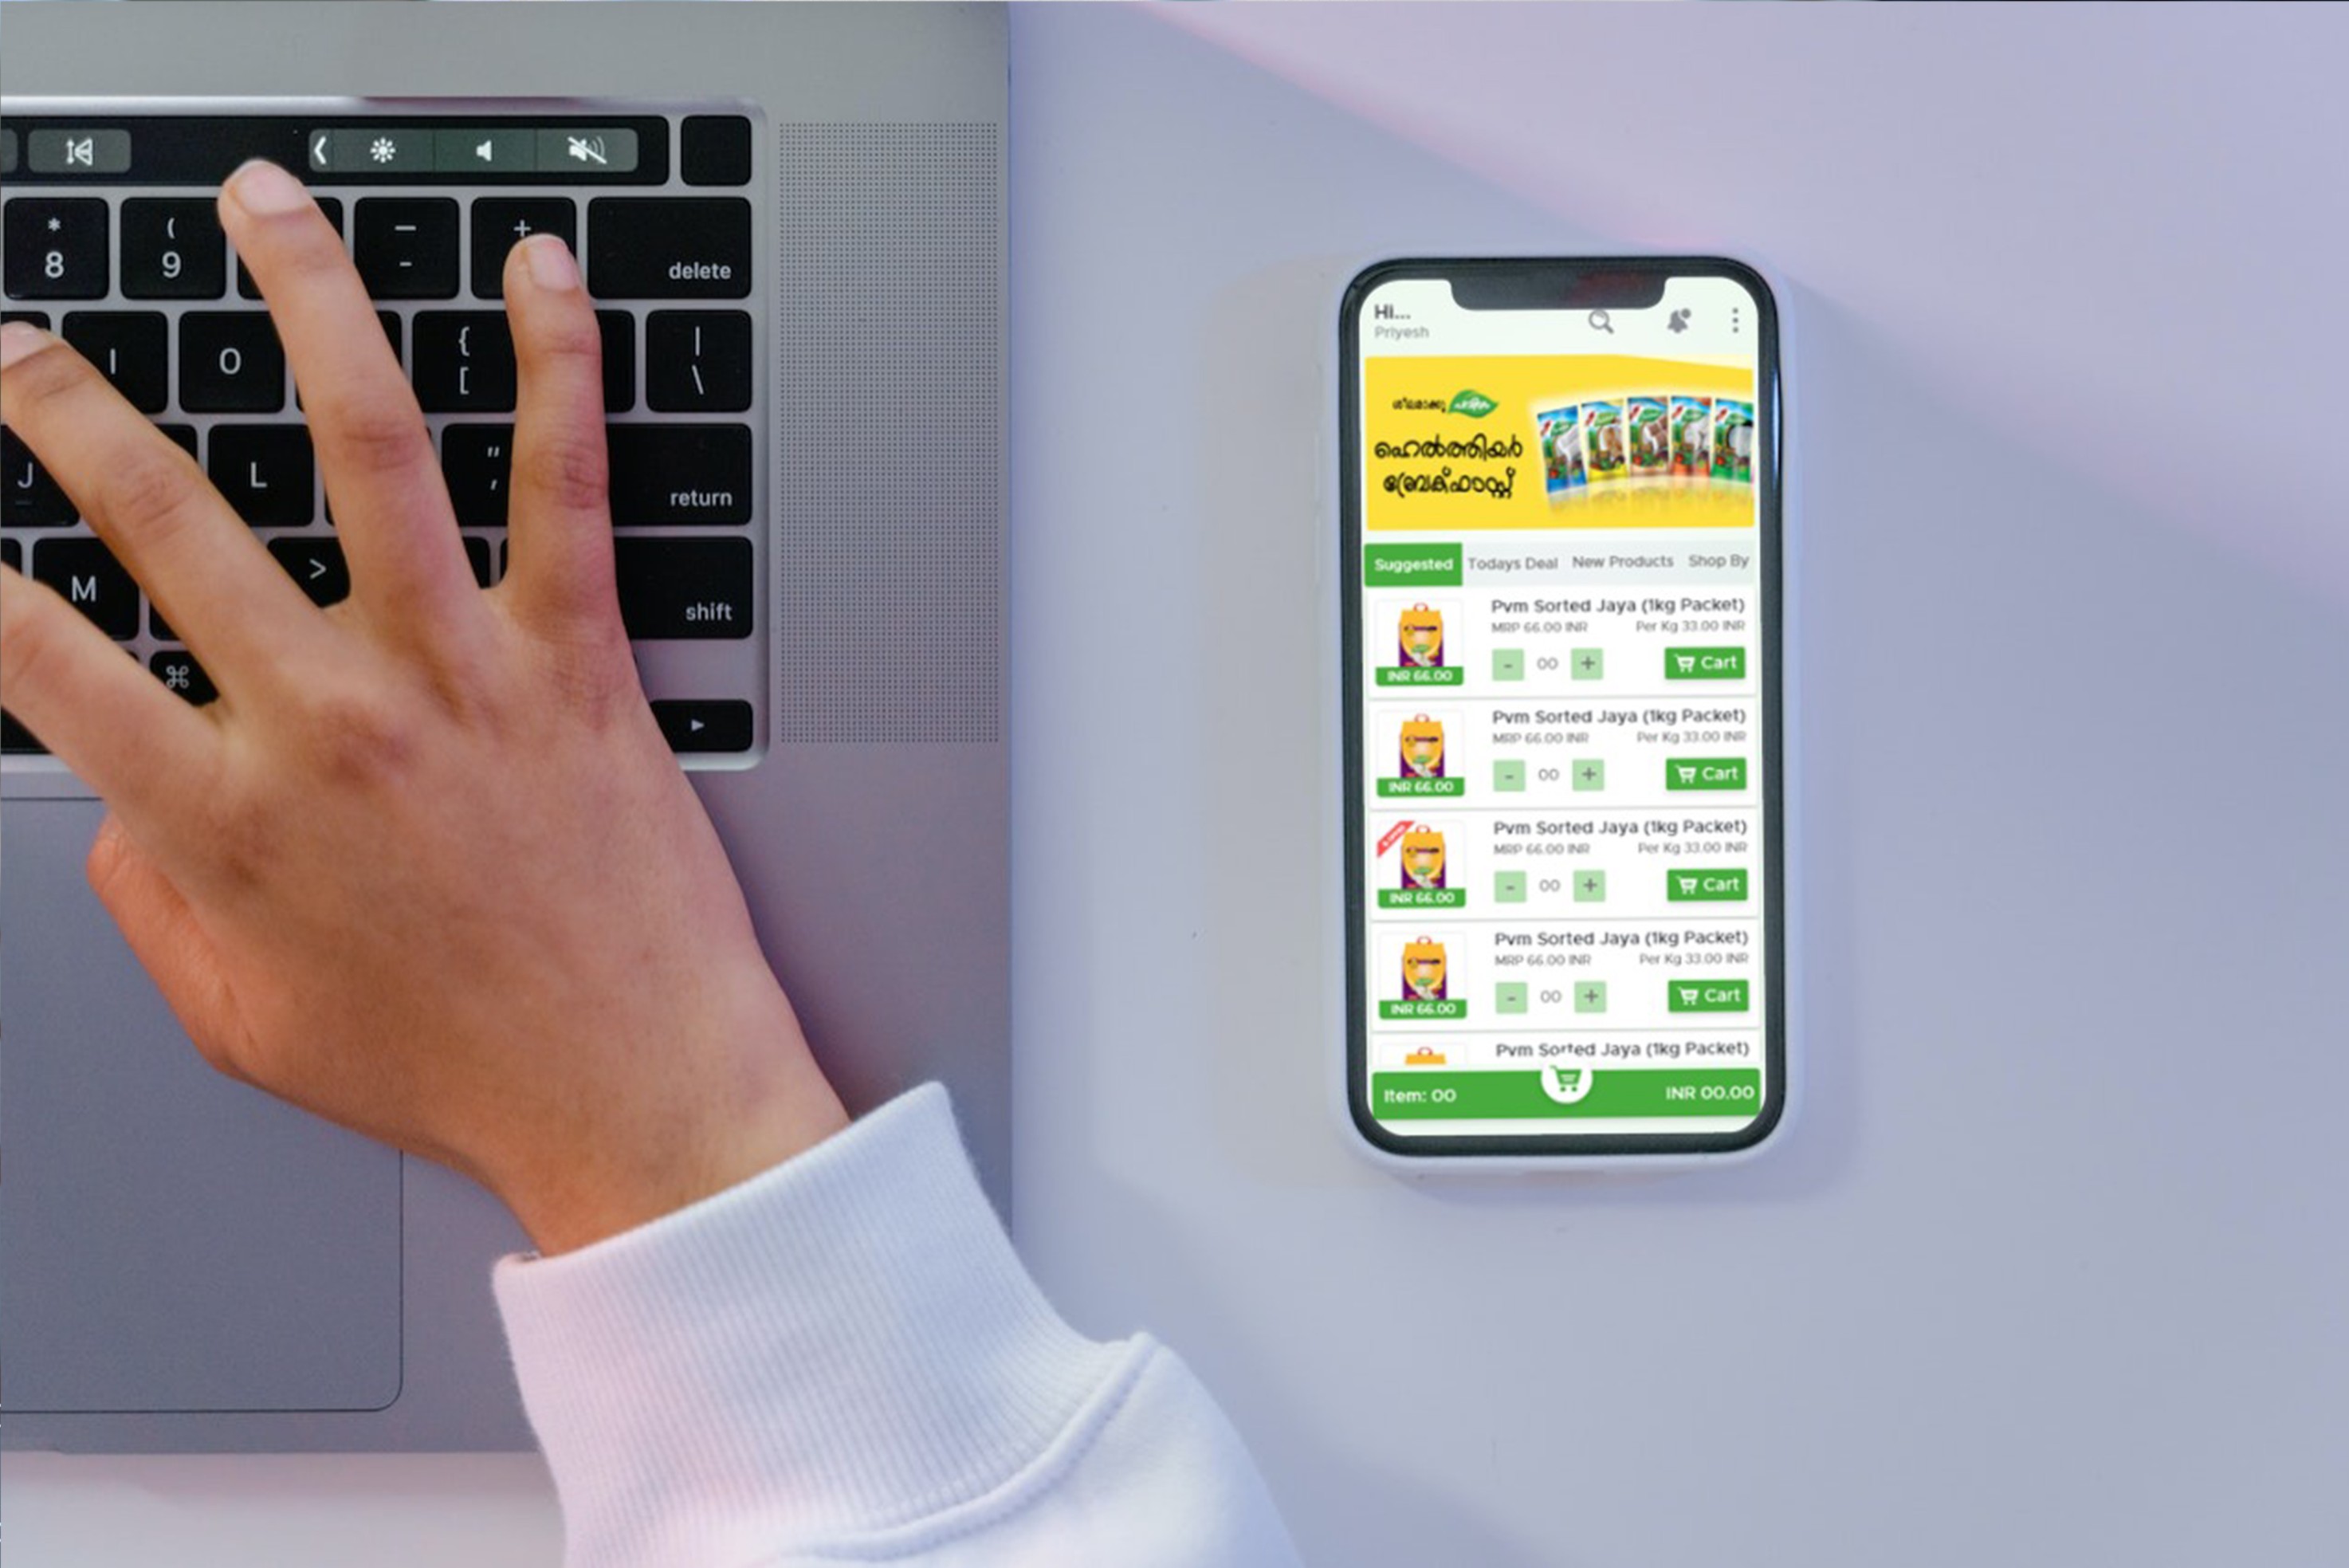 *
8
(
9
—
-
+
delete
I
O
{
[
|
\
J
L
"
'
return
M
>
shift
⌘
Hi...
Priyesh
ശീലമാക്കൂ
ഹെൽത്തിയർ
ബ്രേക്ഫാസ്റ്റ്
Suggested Todays Deal New Products Shop By
Pvm Sorted Jaya (1kg Packet)
MRP 66.00 INR Per Kg 33.00 INR
- 00 + Cart
INR 66.00
Pvm Sorted Jaya (1kg Packet)
MRP 66.00 INR Per Kg 33.00 INR
- 00 + Cart
INR 66.00
Pvm Sorted Jaya (1kg Packet)
MRP 66.00 INR Per Kg 33.00 INR
- 00 + Cart
INR 66.00
Pvm Sorted Jaya (1kg Packet)
MRP 66.00 INR Per Kg 33.00 INR
- 00 + Cart
INR 66.00
Pvm Sorted Jaya (1kg Packet)
Item: 00 INR 00.00